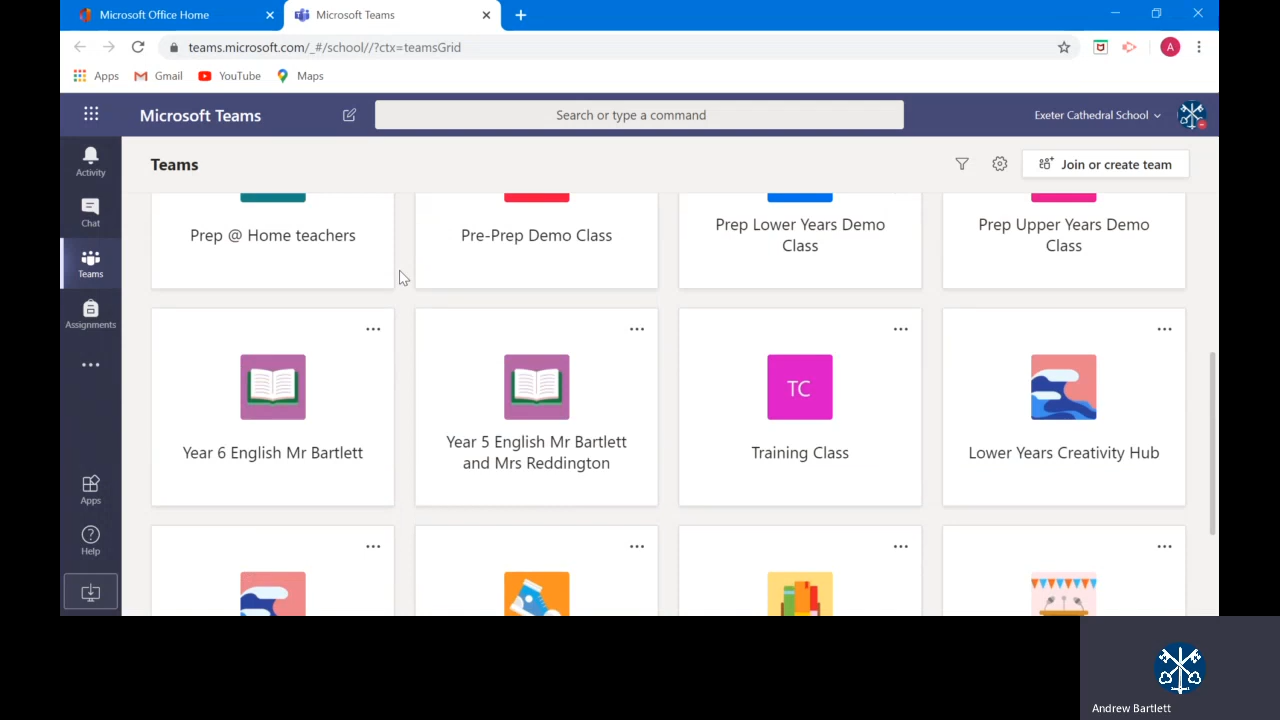 Microsoft Office Home
Microsoft Teams
teams.microsoft.com/_#/school//?ctx=teamsGrid
A
Apps
Gmail
YouTube
Maps
Microsoft Teams
Search or type a command
Exeter Cathedral School
Activity
Chat
Teams
Assignments
Apps
Help
Teams
Join or create team
Prep @ Home teachers
Pre-Prep Demo Class
Prep Lower Years Demo
Class
Prep Upper Years Demo
Class
Year 6 English Mr Bartlett
Year 5 English Mr Bartlett
and Mrs Reddington
TC
Training Class
Lower Years Creativity Hub
Andrew Bartlett